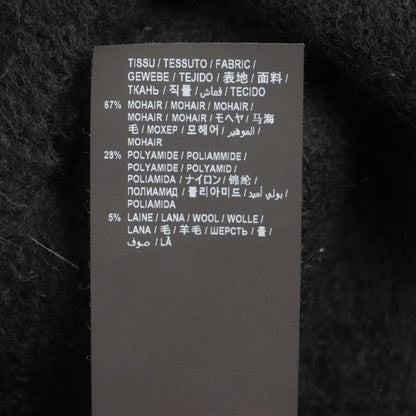 TISSU / TESSUTO / FABRIC /
GEWEBE / TEJIDO / 表地 / 面料 /
ТКАНЬ / 직물 / قماش / TECIDO
67% MOHAIR / MOHAIR / MOHAIR /
MOHAIR / MOHAIR / モヘヤ / 马海
毛 / МОХЕР / 모헤어 / الموهير /
MOHAIR
28% POLYAMIDE / POLIAMMIDE /
POLYAMIDE / POLYAMID /
POLIAMIDA / ナイロン / 锦纶 /
ПОЛИАМИД / 폴리아미드 / بولي أميد /
POLIAMIDA
5% LAINE / LANA / WOOL / WOLLE /
LANA / 毛 / 羊毛 / ШЕРСТЬ / 울 /
صوف / LÃ